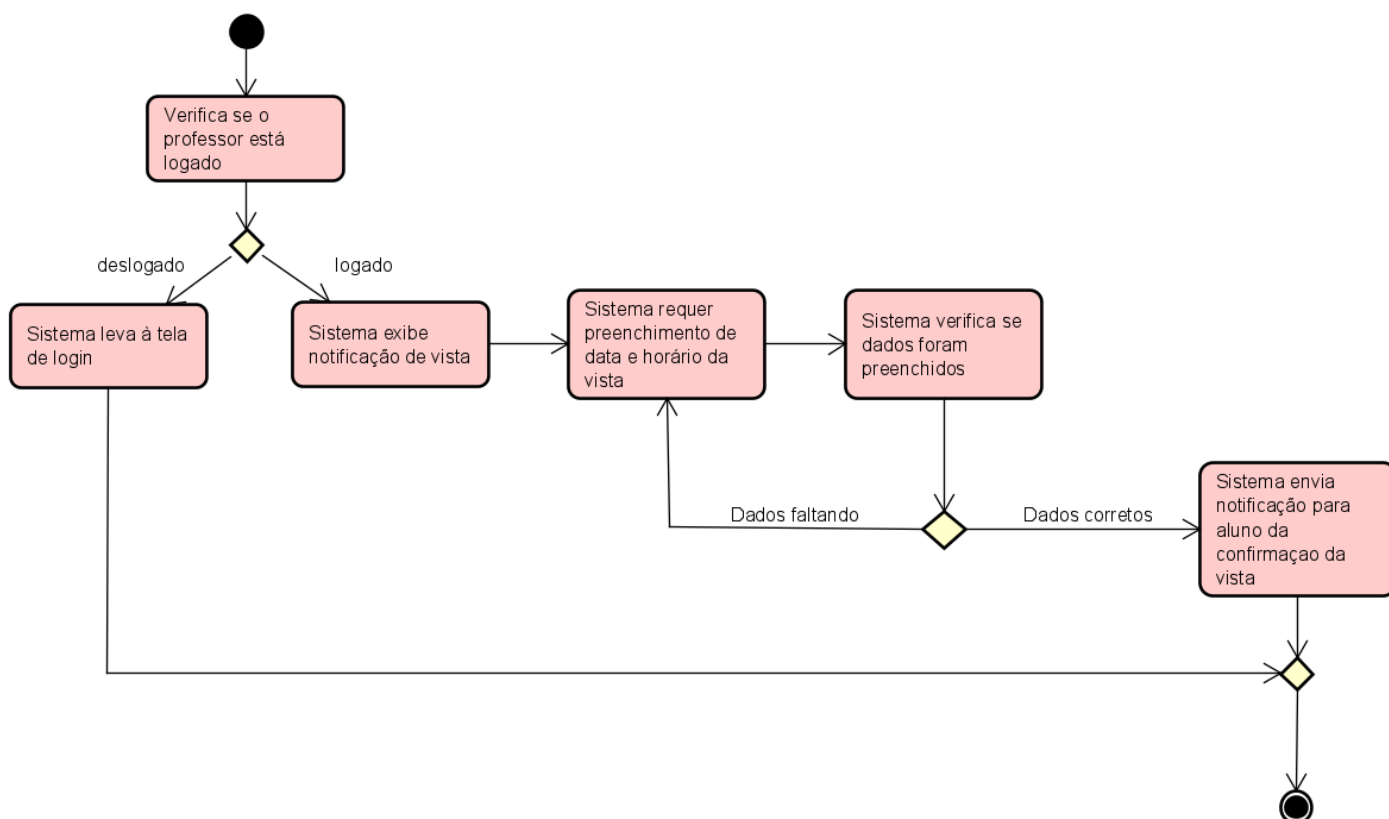 Verifica se o
professor está
logado
deslogado
logado
Sistema leva à tela
de login
Sistema exibe
notificação de vista
Sistema requer
preenchimento de
data e horário da
vista
Sistema verifica se
dados foram
preenchidos
Dados faltando
Dados corretos
Sistema envia
notificação para
aluno da
confirmaçao da
vista